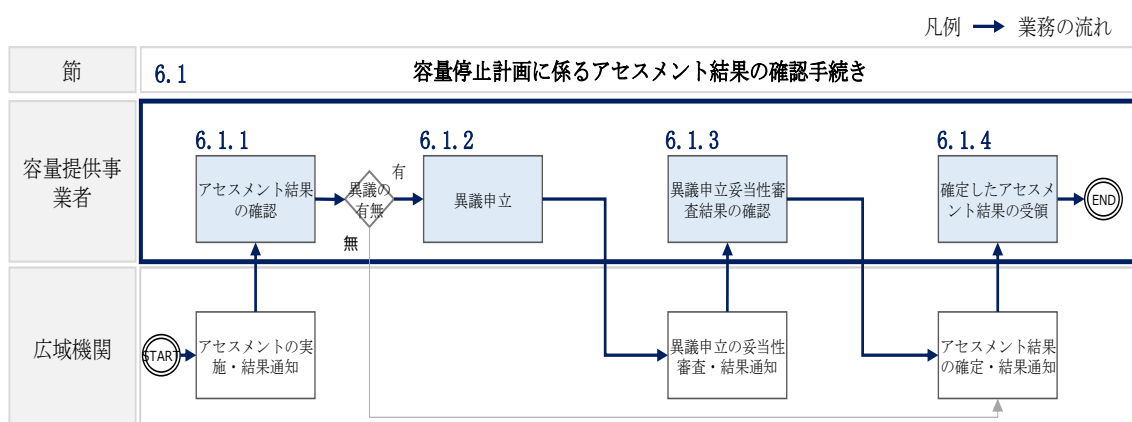 凡例 業務の流れ
節
6.1 容量停止計画に係るアセスメント結果の確認手続き
容量提供事
業者
6.1.1
アセスメント結果
の確認
異議の
有無
有
無
6.1.2
異議申立
6.1.3
異議申立妥当性審
査結果の確認
6.1.4
確定したアセスメ
ント結果の受領
END
広域機関
START
アセスメントの実
施・結果通知
異議申立の妥当性
審査・結果通知
アセスメント結果
の確定・結果通知